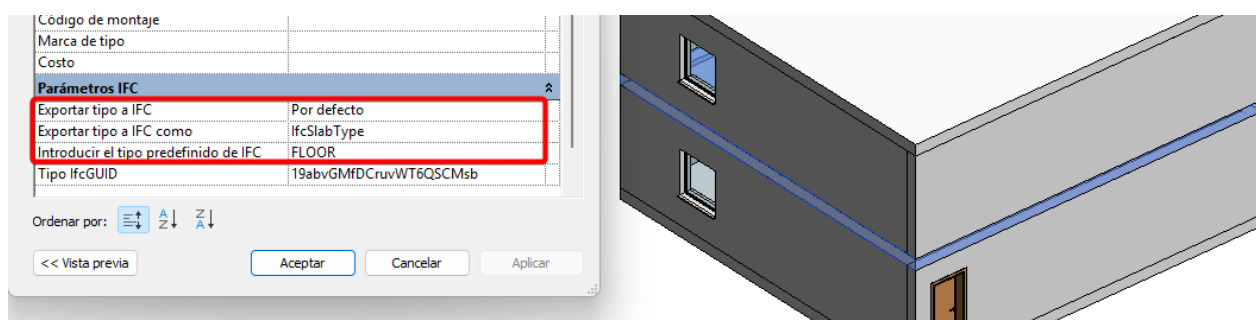 Código de montaje
Marca de tipo
Costo
Parámetros IFC
Exportar tipo a IFC Por defecto
Exportar tipo a IFC como IfcSlabType
Introducir el tipo predefinido de IFC FLOOR
Tipo IfcGUID 19abvGMfDCruvWT6QSCMsb
Ordenar por:
<< Vista previa Aceptar Cancelar Aplicar